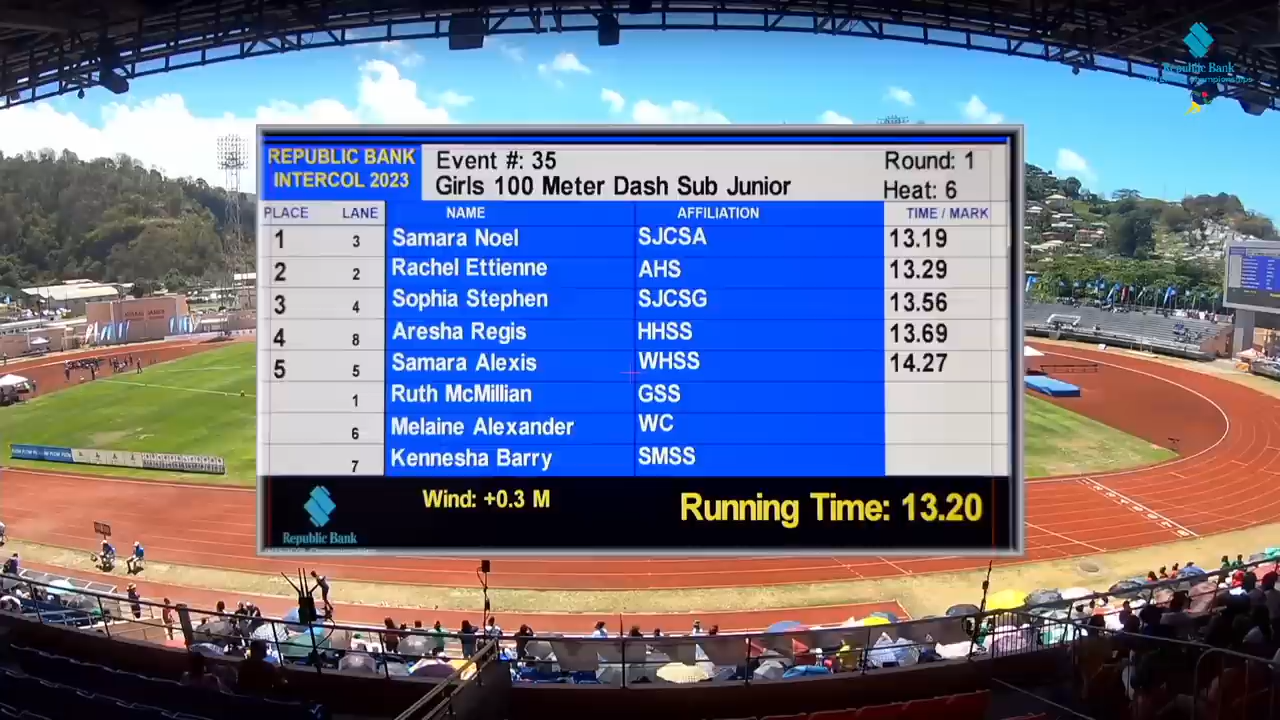 Republic Bank
REPUBLIC BANK
INTERCOL 2023
Event #: 35
Girls 100 Meter Dash Sub Junior
Round: 1
Heat: 6
PLACE LANE NAME AFFILIATION TIME / MARK
1 3 Samara Noel SJCSA 13.19
2 2 Rachel Ettienne AHS 13.29
3 4 Sophia Stephen SJCSG 13.56
4 8 Aresha Regis HHSS 13.69
5 5 Samara Alexis WHSS 14.27
1 Ruth McMillian GSS
6 Melaine Alexander WC
7 Kennesha Barry SMSS
Wind: +0.3 M
Running Time: 13.20
Republic Bank